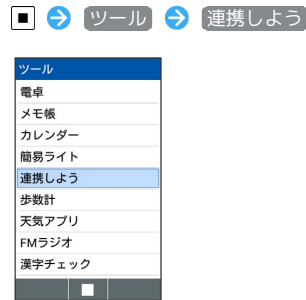 ツール 連携しよう
ツール
電卓
メモ帳
カレンダー
簡易ライト
連携しよう
歩数計
天気アプリ
FMラジオ
漢字チェック